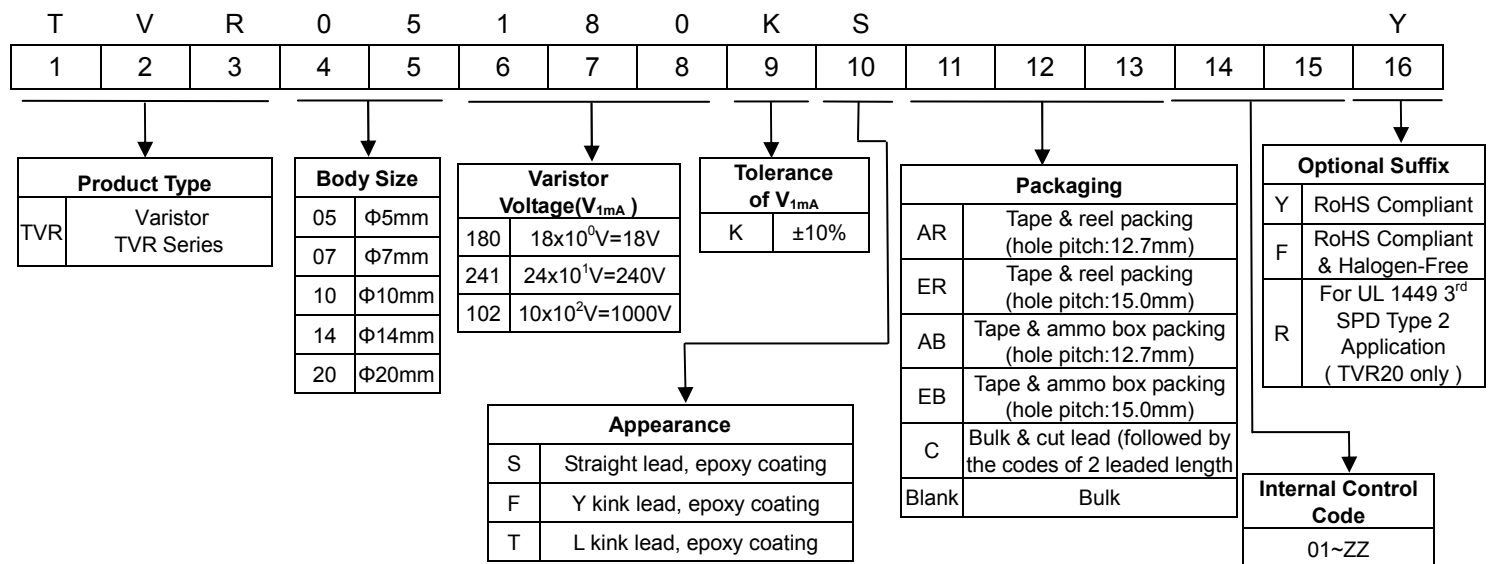 T V R 0 5 1 8 0 K S Y
1 2 3 4 5 6 7 8 9 10 11 12 13 14 15 16
Product Type
TVR Varistor
TVR Series
Body Size
05 Φ5mm
07 Φ7mm
10 Φ10mm
14 Φ14mm
20 Φ20mm
Varistor
Voltage(V1mA )
180 18x10⁰V=18V
241 24x10¹V=240V
102 10x10²V=1000V
Tolerance
of V1mA
K ±10%
Appearance
S Straight lead, epoxy coating
F Y kink lead, epoxy coating
T L kink lead, epoxy coating
Packaging
AR Tape & reel packing
(hole pitch:12.7mm)
ER Tape & reel packing
(hole pitch:15.0mm)
AB Tape & ammo box packing
(hole pitch:12.7mm)
EB Tape & ammo box packing
(hole pitch:15.0mm)
C Bulk & cut lead (followed by
the codes of 2 leaded length
Blank Bulk
Optional Suffix
Y RoHS Compliant
F RoHS Compliant
& Halogen-Free
R For UL 1449 3rd
SPD Type 2
Application
( TVR20 only )
Internal Control
Code
01~ZZ